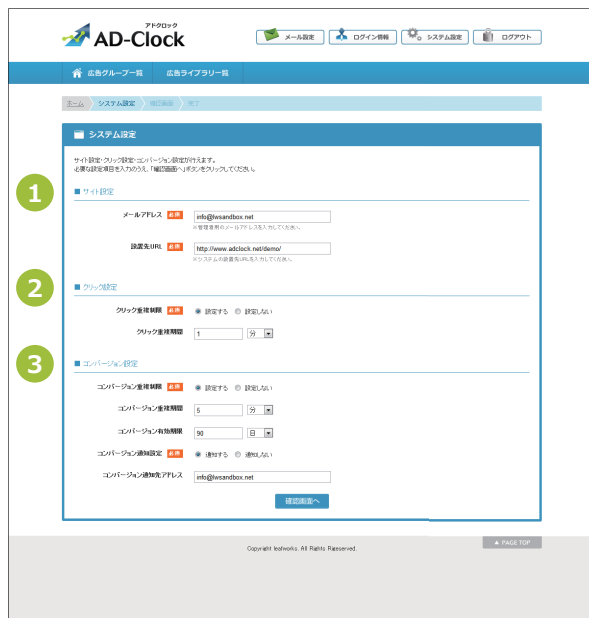 アドクロック
AD-Clock
メール設定 ログイン情報 システム設定 ログアウト
広告グループ一覧 広告ライブラリ一覧
ホーム システム設定 確認画面 完了
システム設定
サイト設定・クリック設定・コンバージョン設定が行えます。
必要な設定項目を入力のうえ、「確認画面へ」ボタンをクリックしてください。
1
■ サイト設定
メールアドレス 必須 info@lwsandbox.net
※管理者用のメールアドレスを入力してください。
設置先URL 必須 http://www.adclock.net/demo/
※システムの設置先URLを入力してください。
2
■ クリック設定
クリック重複制限 必須 設定する 設定しない
クリック重複期間 1 分
3
■ コンバージョン設定
コンバージョン重複制限 必須 設定する 設定しない
コンバージョン重複期間 5 分
コンバージョン有効期限 90 日
コンバージョン通知設定 必須 通知する 通知しない
コンバージョン通知先アドレス info@lwsandbox.net
確認画面へ
▲ PAGE TOP
Copyright leafworks. All Rights Rereserved.